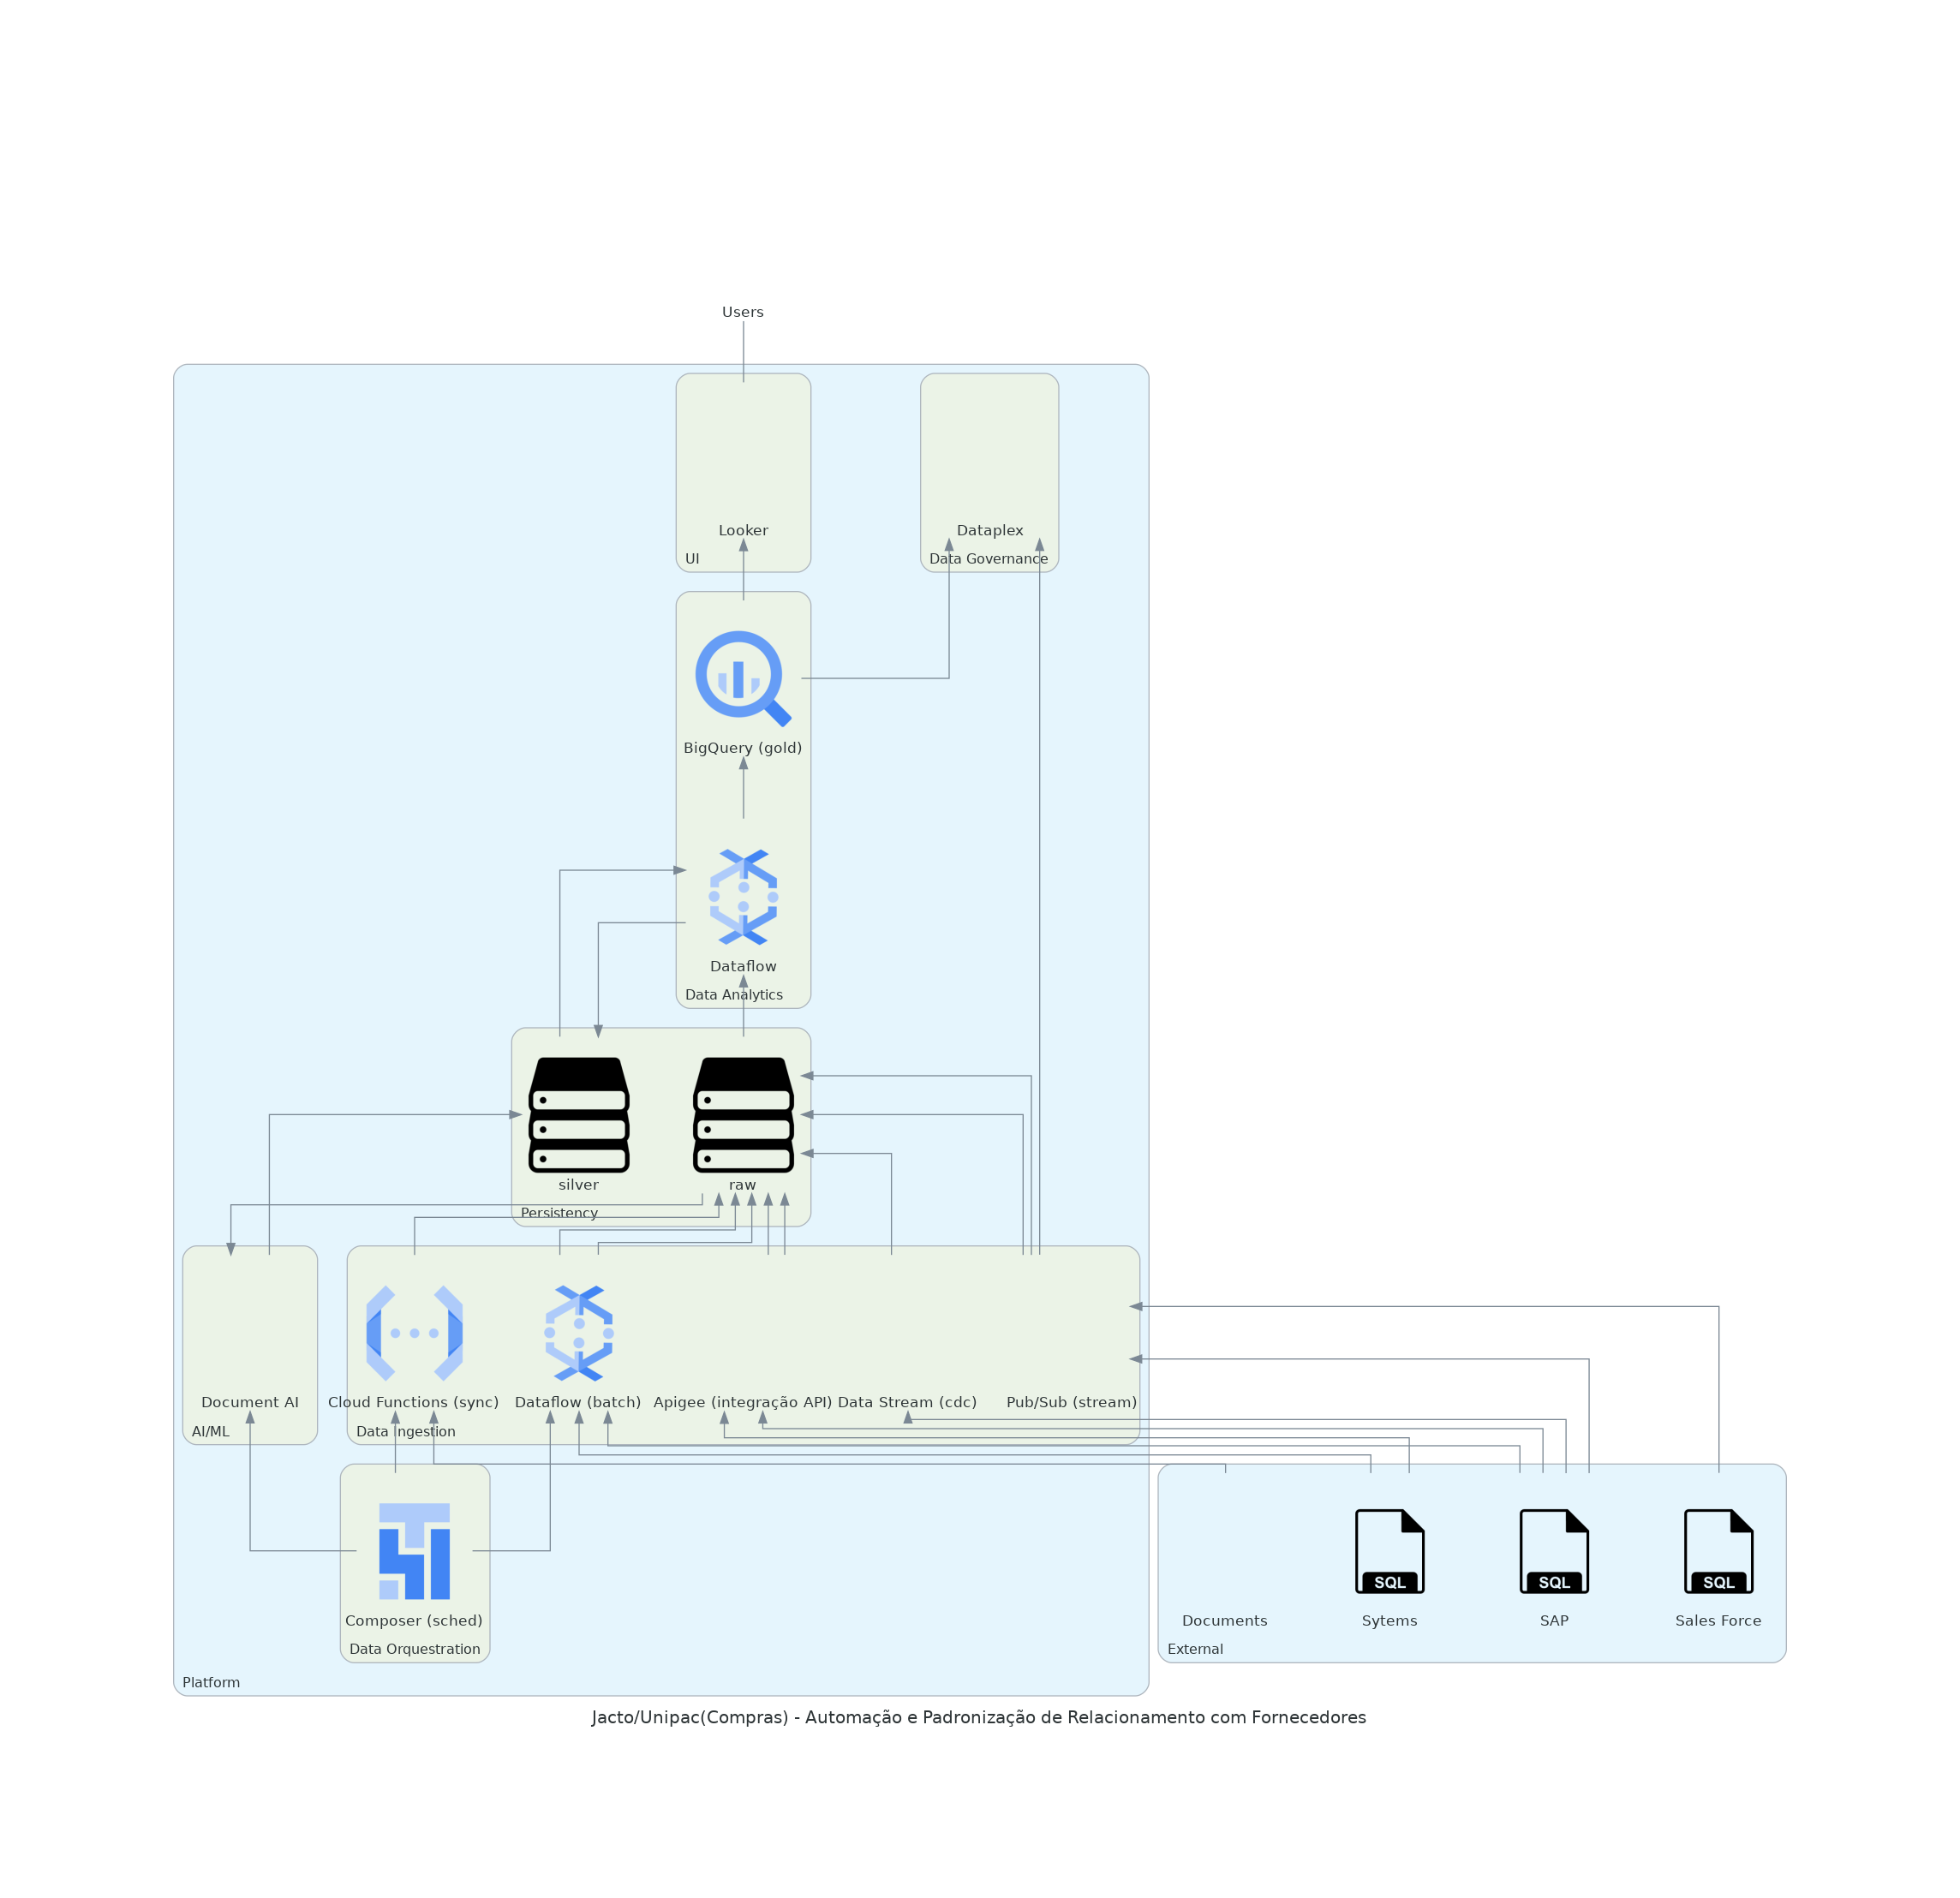 Users
Looker
Dataplex
UI
Data Governance
BigQuery (gold)
Dataflow
Data Analytics
silver
raw
Persistency
Document AI
Cloud Functions (sync)
Dataflow (batch)
Apigee (integração API)
Data Stream (cdc)
Pub/Sub (stream)
AI/ML
Data Ingestion
SQL
SQL
SQL
Composer (sched)
Documents
Sytems
SAP
Sales Force
Data Orquestration
External
Platform
Jacto/Unipac(Compras) - Automação e Padronização de Relacionamento com Fornecedores